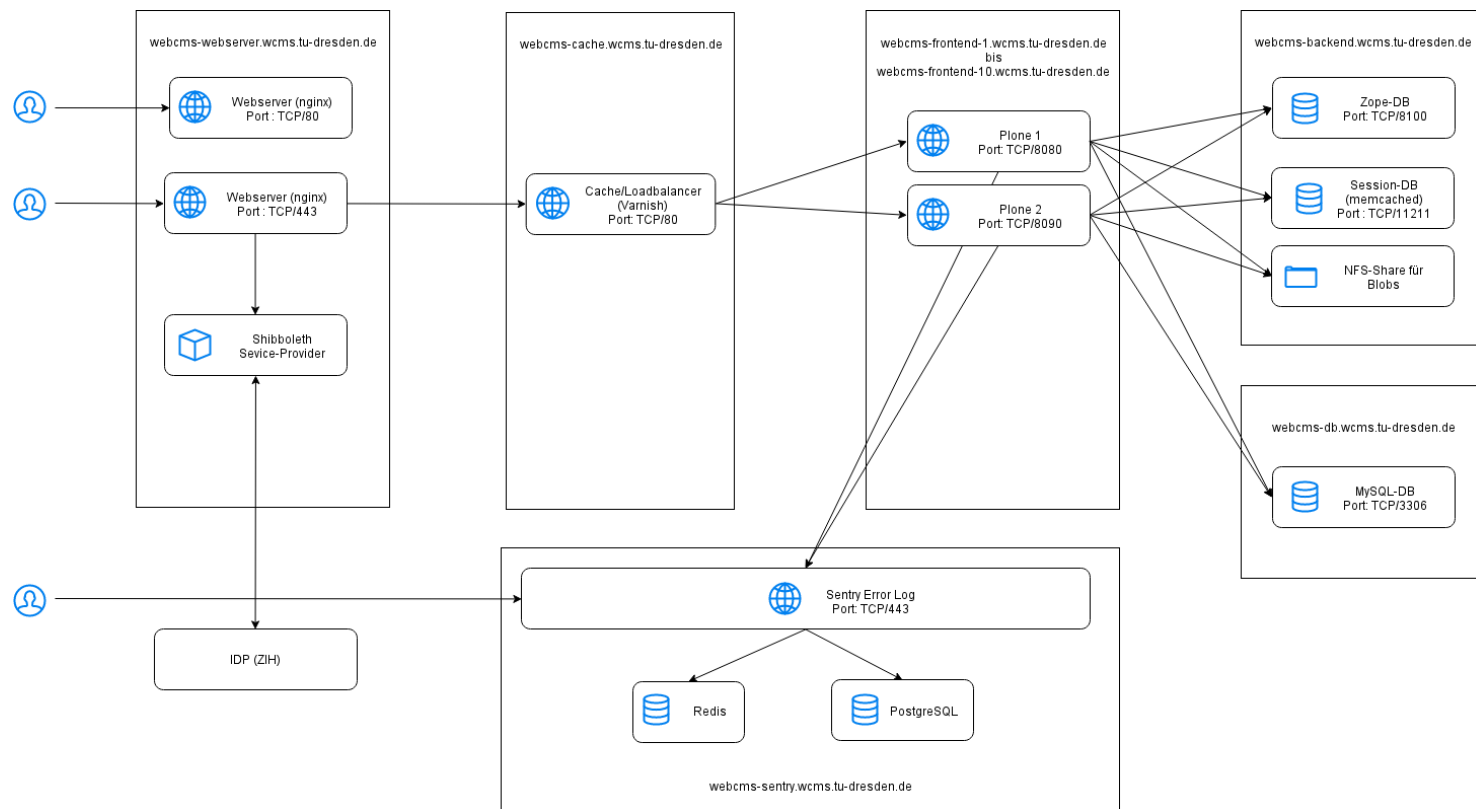 webcms-webserver.wcms.tu-dresden.de
Webserver (nginx)
Port : TCP/80
Webserver (nginx)
Port : TCP/443
Shibboleth
Sevice-Provider
IDP (ZIH)
webcms-cache.wcms.tu-dresden.de
Cache/Loadbalancer
(Varnish)
Port: TCP/80
webcms-frontend-1.wcms.tu-dresden.de
bis
webcms-frontend-10.wcms.tu-dresden.de
Plone 1
Port: TCP/8080
Plone 2
Port: TCP/8090
webcms-backend.wcms.tu-dresden.de
Zope-DB
Port: TCP/8100
Session-DB
(memcached)
Port : TCP/11211
NFS-Share für
Blobs
webcms-db.wcms.tu-dresden.de
MySQL-DB
Port: TCP/3306
Sentry Error Log
Port: TCP/443
Redis
PostgreSQL
webcms-sentry.wcms.tu-dresden.de